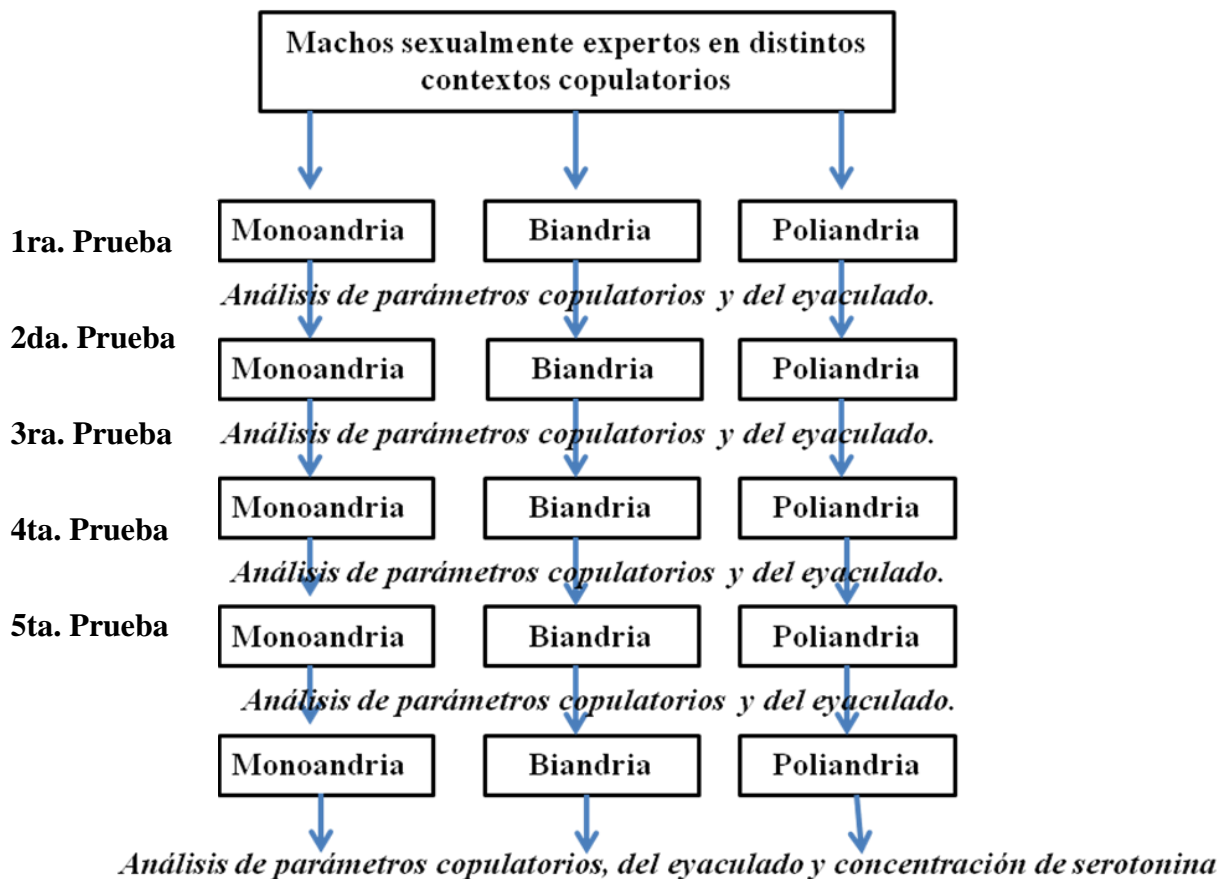 Machos sexualmente expertos en distintos
contextos copulatorios
1ra. Prueba
Monoandria
Biandria
Poliandria
Análisis de parámetros copulatorios y del eyaculado.
2da. Prueba
Monoandria
Biandria
Poliandria
3ra. Prueba
Análisis de parámetros copulatorios y del eyaculado.
Monoandria
Biandria
Poliandria
4ta. Prueba
Análisis de parámetros copulatorios y del eyaculado.
5ta. Prueba
Monoandria
Biandria
Poliandria
Análisis de parámetros copulatorios y del eyaculado.
Monoandria
Biandria
Poliandria
Análisis de parámetros copulatorios, del eyaculado y concentración de serotonina